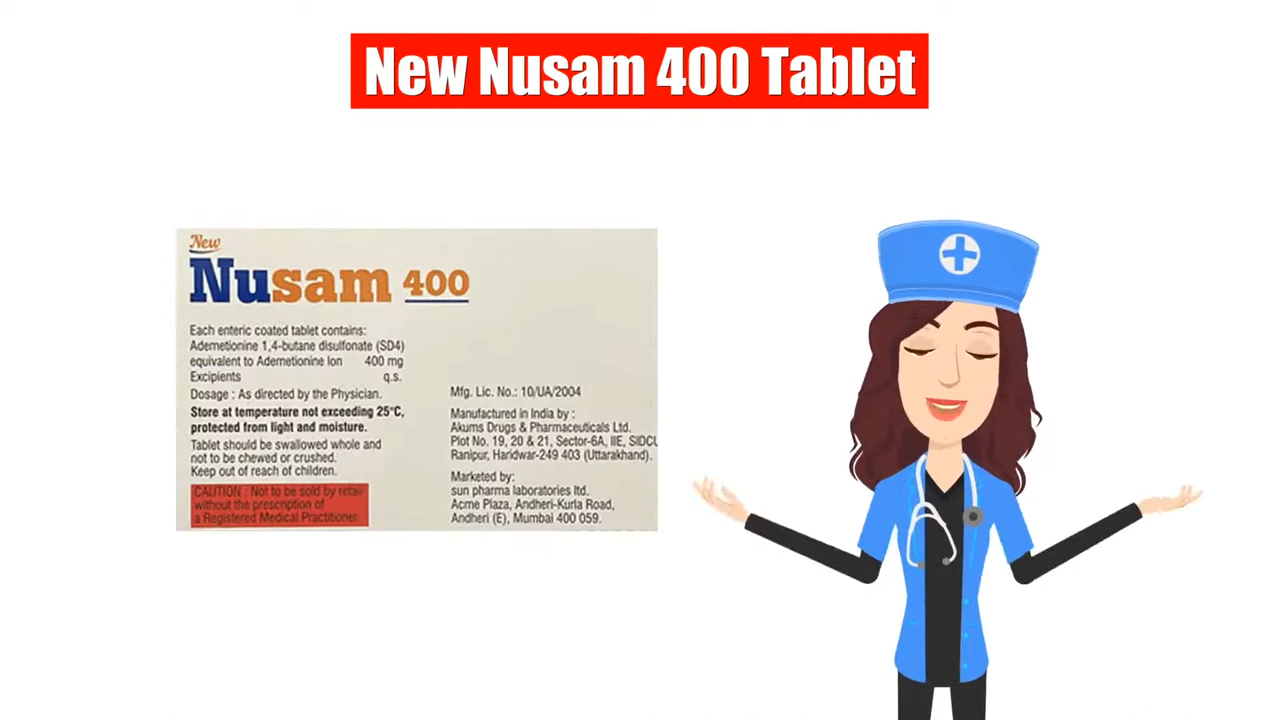 New Nusam 400 Tablet
New
Nusam 400
Each enteric coated tablet contains:
Ademetionine 1,4-butane disulfonate (SD4)
equivalent to Ademetionine Ion 400 mg
Excipients q.s.
Dosage : As directed by the Physician.
Store at temperature not exceeding 25°C,
protected from light and moisture.
Tablet should be swallowed whole and
not to be chewed or crushed.
Keep out of reach of children.
CAUTION : Not to be sold by retail
without the prescription of
a Registered Medical Practitioner.
Mfg. Lic. No.: 10/UA/2004
Manufactured in India by :
Akums Drugs & Pharmaceuticals Ltd.
Plot No. 19, 20 & 21, Sector-6A, IIE, SIDCU
Ranipur, Haridwar-249 403 (Uttarakhand).
Marketed by:
sun pharma laboratories ltd.
Acme Plaza, Andheri-Kurla Road,
Andheri (E), Mumbai 400 059.